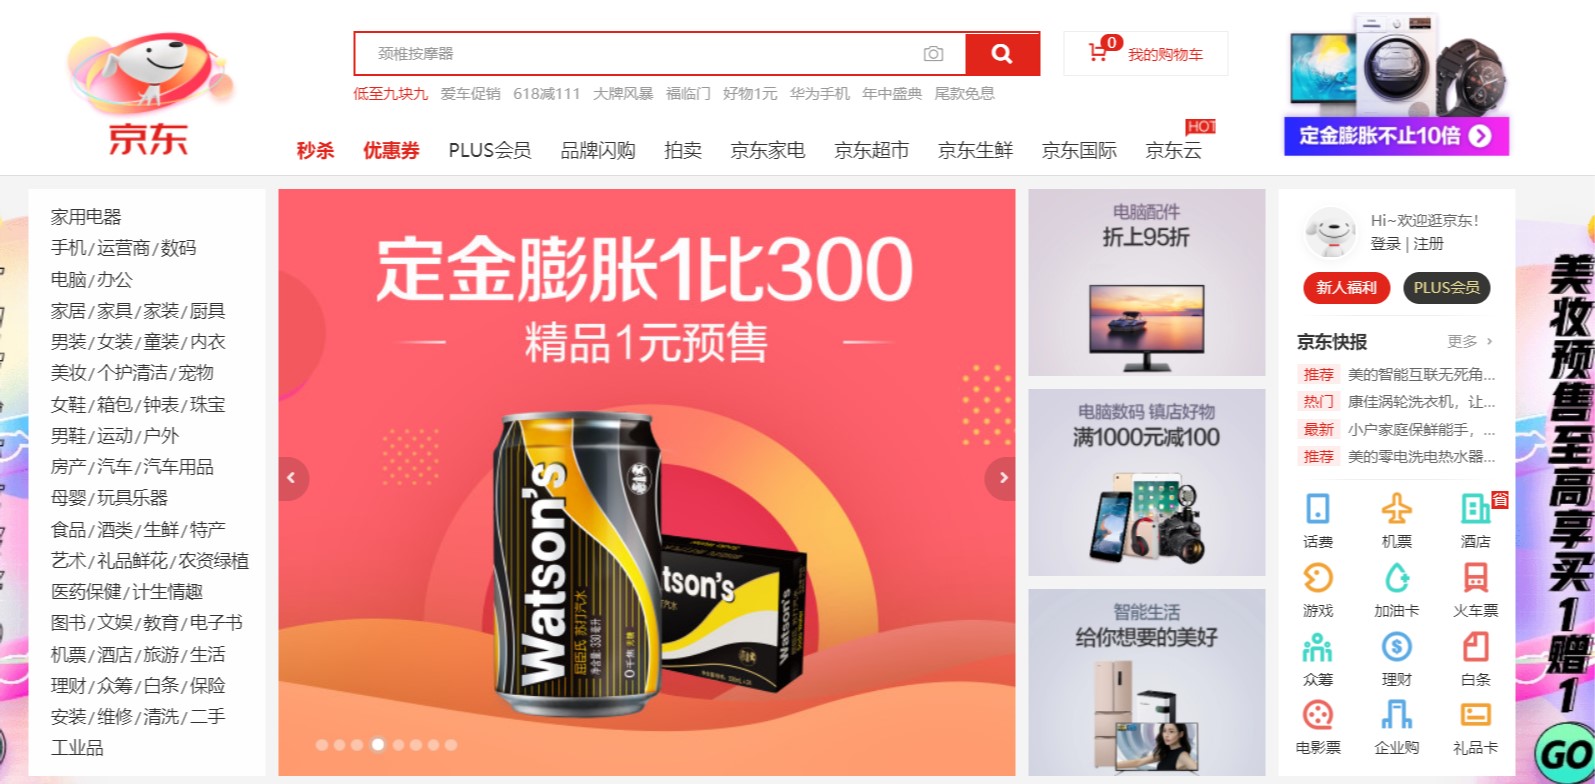 京东
颈椎按摩器
0
我的购物车
低至九块九 爱车促销 618减111 大牌风暴 福临门 好物1元 华为手机 年中盛典 尾款免息
HOT
秒杀 优惠券 PLUS会员 品牌闪购 拍卖 京东家电 京东超市 京东生鲜 京东国际 京东云
定金膨胀不止10倍
家用电器
手机/运营商/数码
电脑/办公
家居/家具/家装/厨具
男装/女装/童装/内衣
美妆/个护清洁/宠物
女鞋/箱包/钟表/珠宝
男鞋/运动/户外
房产/汽车/汽车用品
母婴/玩具乐器
食品/酒类/生鲜/特产
艺术/礼品鲜花/农资绿植
医药保健/计生情趣
图书/文娱/教育/电子书
机票/酒店/旅游/生活
理财/众筹/白条/保险
安装/维修/清洗/二手
工业品
定金膨胀1比300
精品1元预售
Watson's
屈臣氏 苏打汽水
净含量: 330毫升
0千焦 无糖
tson's
Watson's
电脑配件
折上95折
电脑数码 镇店好物
满1000元减100
智能生活
给你想要的美好
Hi~欢迎逛京东!
登录 | 注册
新人福利 PLUS会员
京东快报 更多 >
推荐 美的智能互联无死角...
热门 康佳涡轮洗衣机，让...
最新 小户家庭保鲜能手，...
推荐 美的零电洗电热水器...
省
话费 机票 酒店
游戏 加油卡 火车票
众筹 理财 白条
电影票 企业购 礼品卡
美妆预售至高享买1赠1
GO